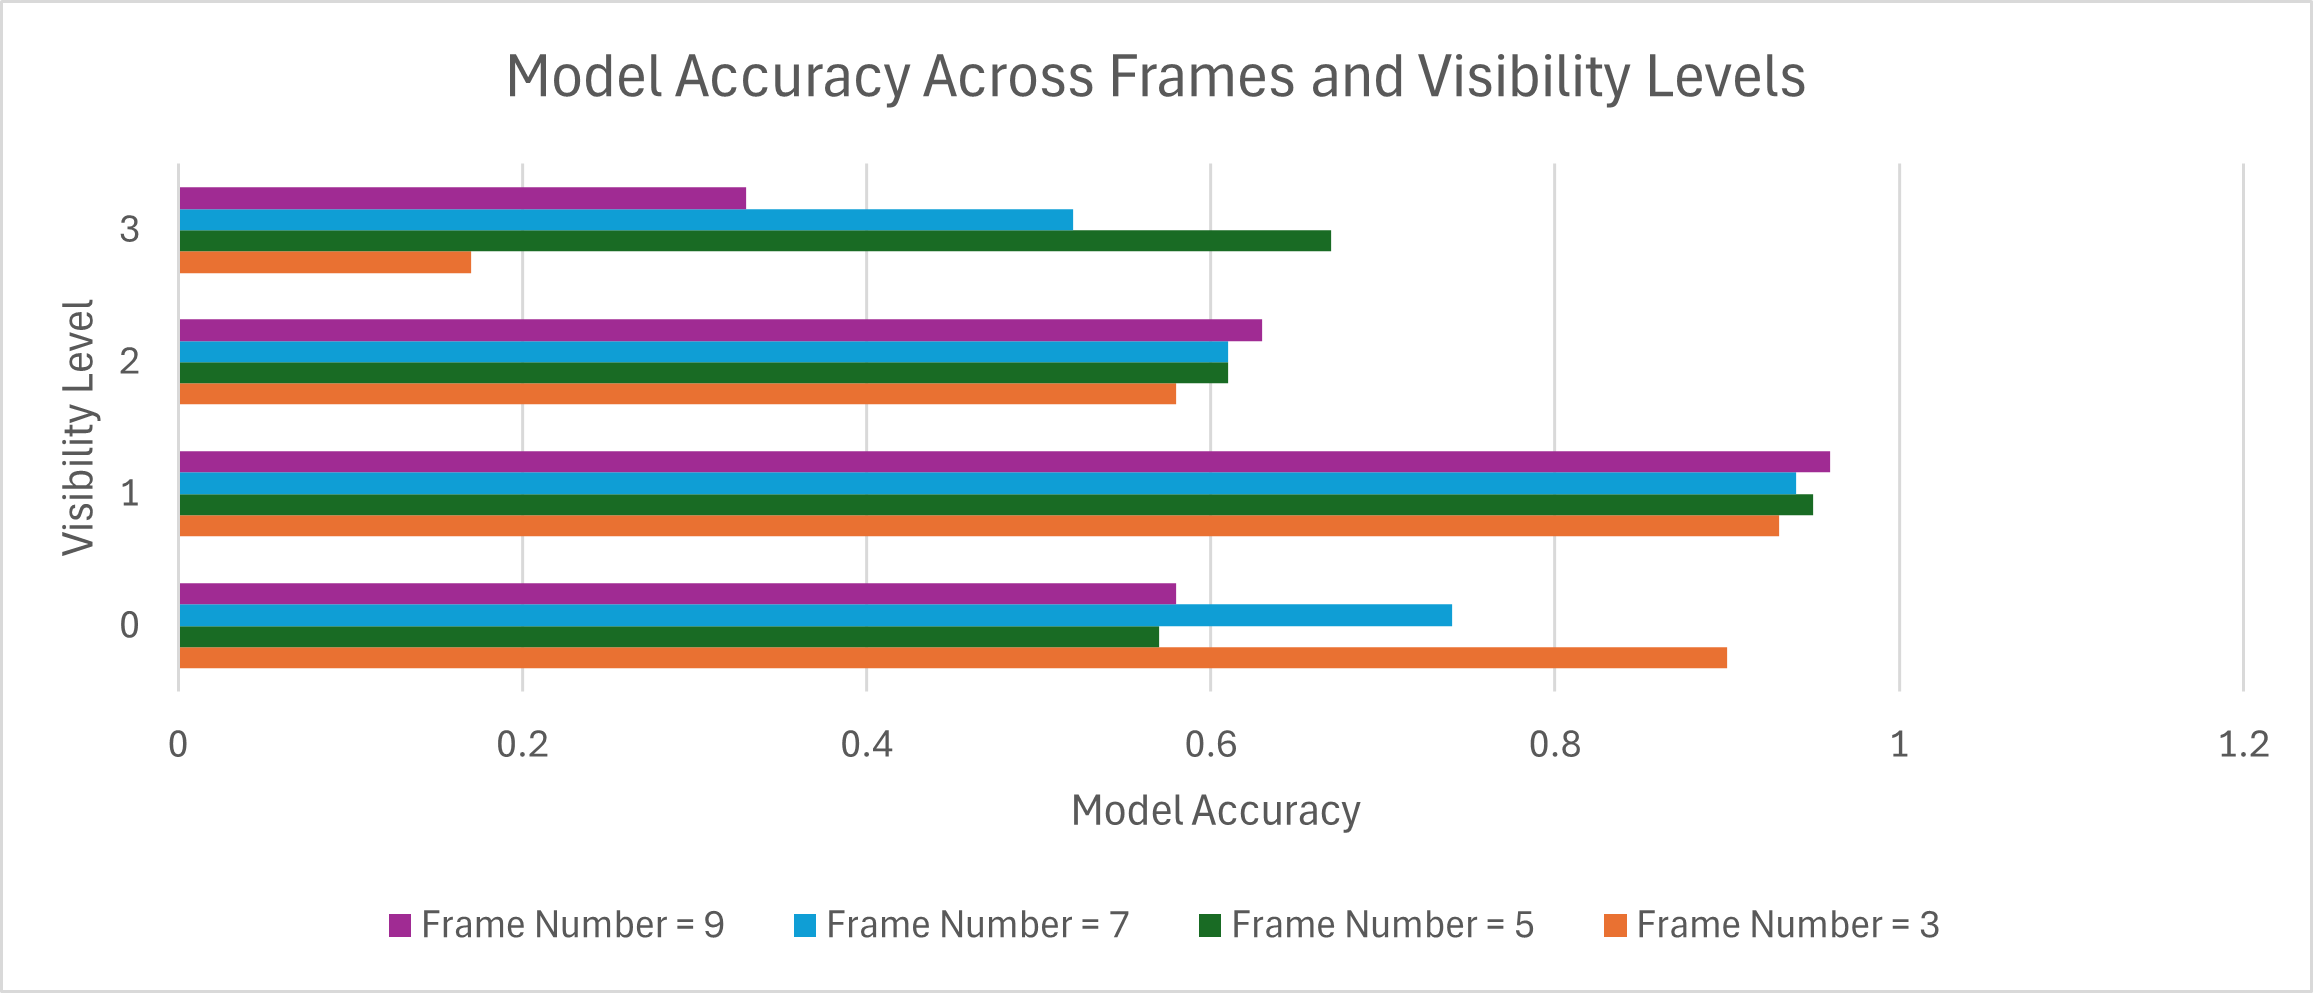 Model Accuracy Across Frames and Visibility Levels
Visibility Level
3
2
1
0
0 0.2 0.4 0.6 0.8 1 1.2
Model Accuracy
Frame Number = 9 Frame Number = 7 Frame Number = 5 Frame Number = 3